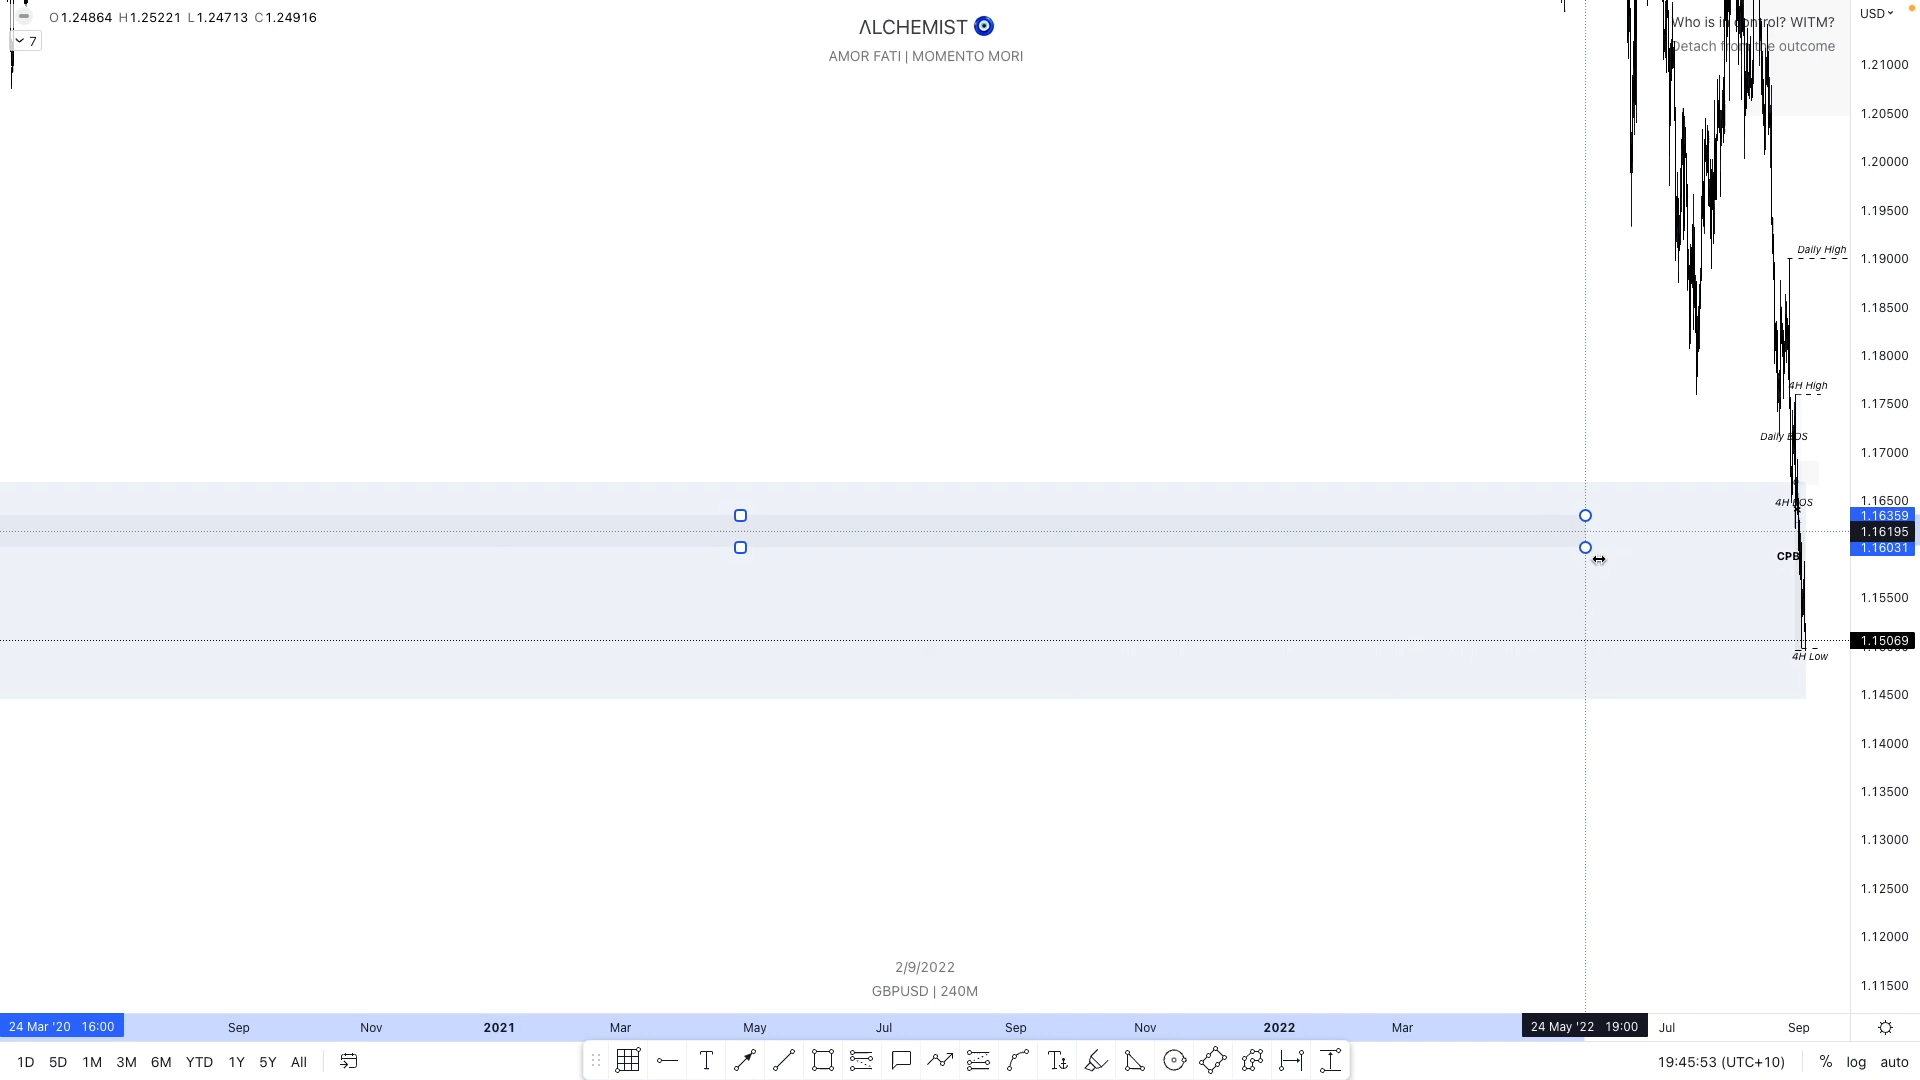 O1.24864 H1.25221 L1.24713 C1.24916
7
ΛLCHEMIST 🧿
AMOR FATI | MOMENTO MORI
Who is in control? WITM?
Detach from the outcome
USD
1.21000
1.20500
1.20000
1.19500
1.19000
1.18500
1.18000
1.17500
1.17000
1.16500
1.16359
1.16195
1.16031
1.15500
1.15069
1.14500
1.14000
1.13500
1.13000
1.12500
1.12000
1.11500
Daily High
4H High
Daily BOS
4H BOS
CPB
4H Low
2/9/2022
GBPUSD | 240M
24 Mar '20 16:00
Sep
Nov
2021
Mar
May
Jul
Sep
Nov
2022
Mar
24 May '22 19:00
Jul
Sep
1D 5D 1M 3M 6M YTD 1Y 5Y All
19:45:53 (UTC+10)
% log auto